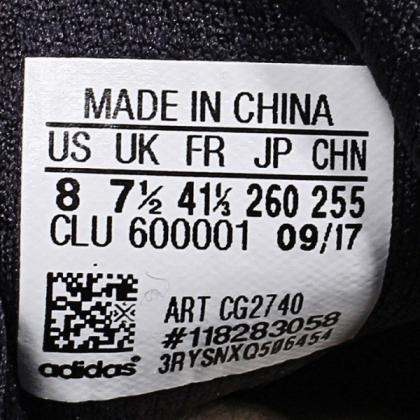 MADE IN CHINA
US UK FR JP CHN
8 7½ 41⅓ 260 255
CLU 600001 09/17
ART CG2740
#118283058
3RYSNXQ506454
adidas